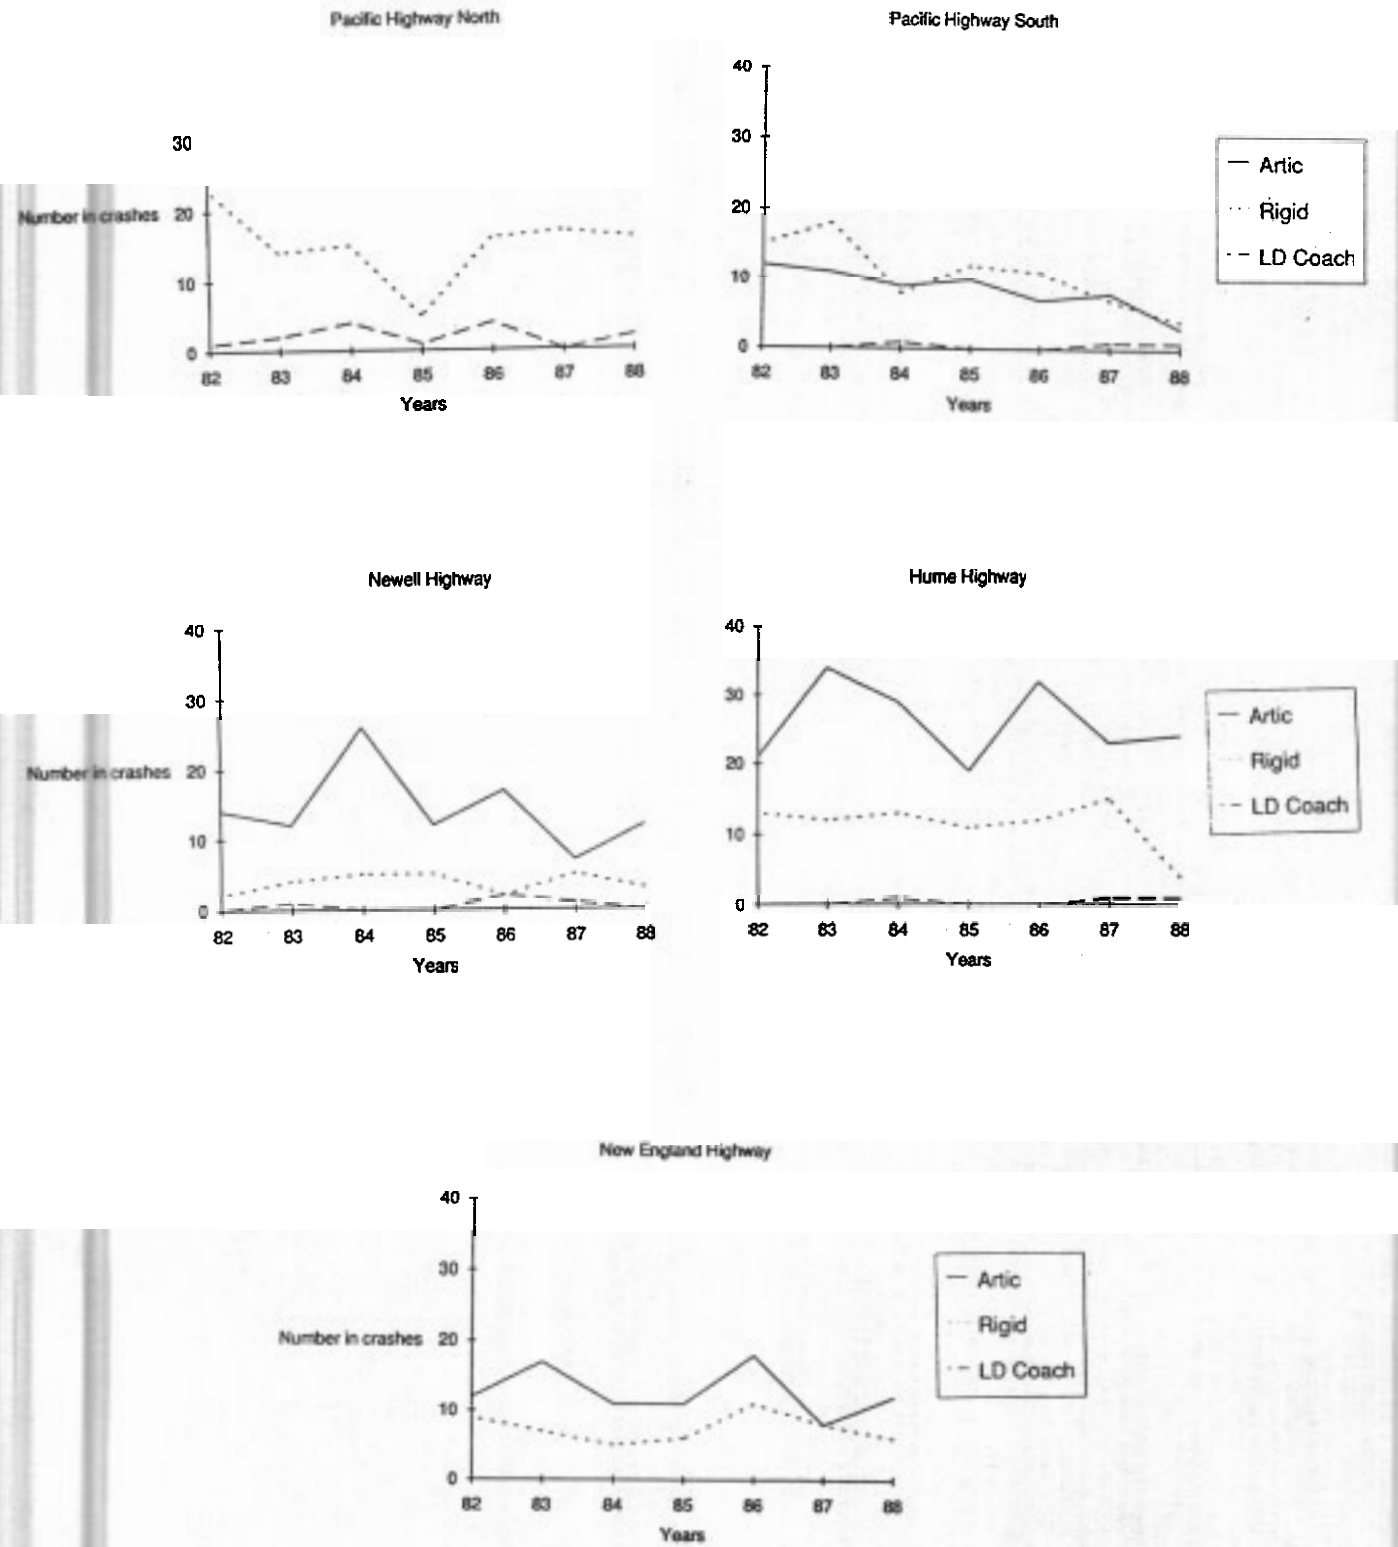 Pacific Highway North
30
Number in crashes 20
10
0
82 83 84 85 86 87 88
Years
Pacific Highway South
40
30
20
10
0
82 83 84 85 86 87 88
Years
Artic
Rigid
LD Coach
Newell Highway
40
30
Number in crashes 20
10
0
82 83 84 85 86 87 88
Years
Hume Highway
40
30
20
10
0
82 83 84 85 86 87 88
Years
Artic
Rigid
LD Coach
New England Highway
40
30
Number in crashes 20
10
0
82 83 84 85 86 87 88
Years
Artic
Rigid
LD Coach